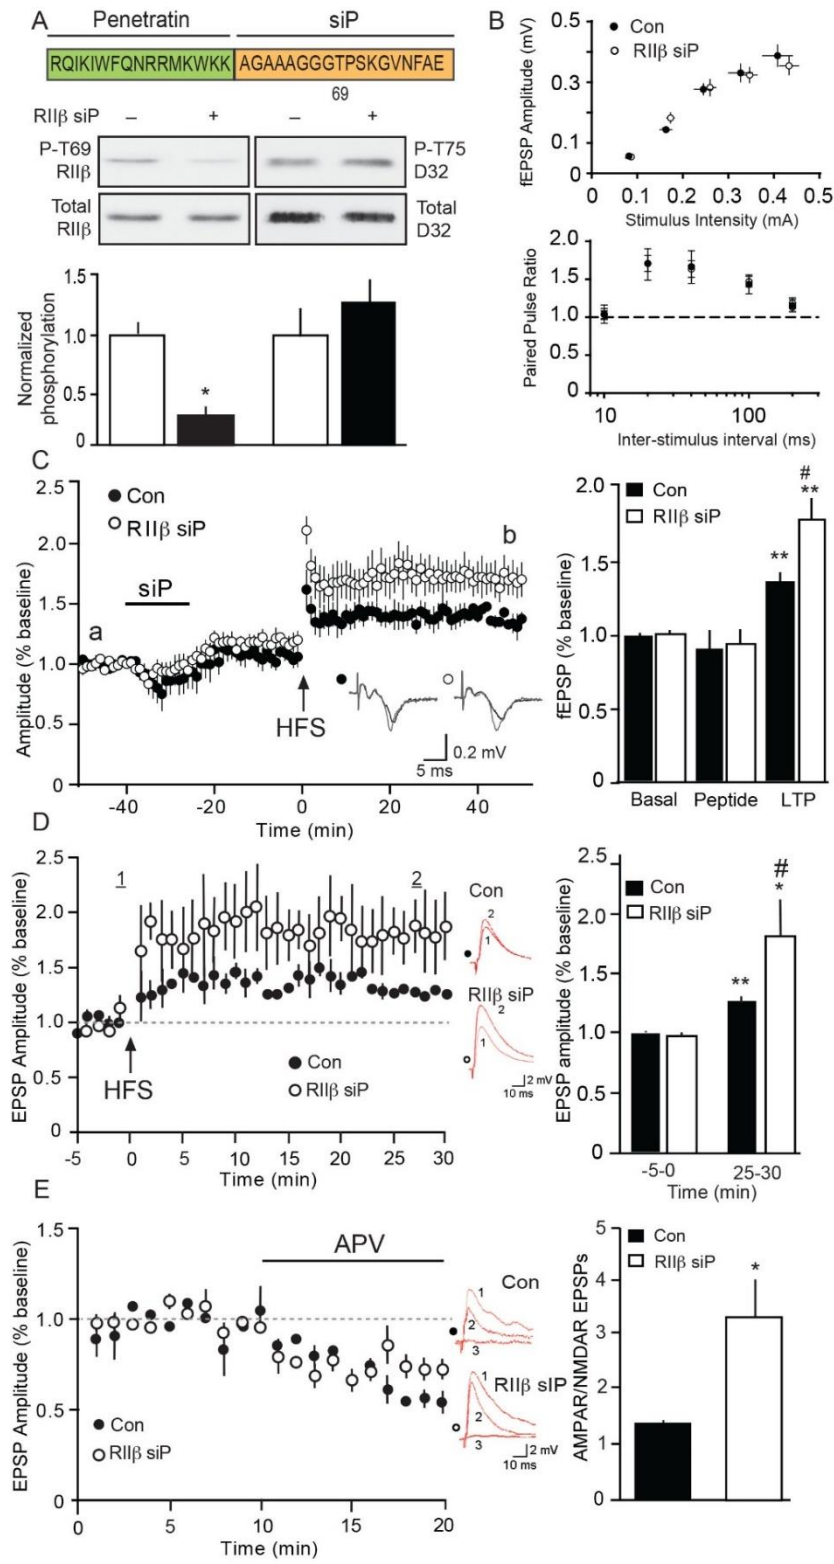 A
Penetratin siP
RQIKIWFQNRRMKWKK AGAAAGGGTPSKGVNFAE
69
RIIβ siP – + – +
P-T69 RIIβ
P-T75 D32
Total RIIβ
Total D32
1.5
1.0
0.5
0
Normalized phosphorylation
*
B
0.5
0.3
0.1
0
fEPSP Amplitude (mV)
Con
RIIβ siP
0 0.1 0.2 0.3 0.4 0.5
Stimulus Intensity (mA)
2.0
1.5
1.0
0.5
0
Paired Pulse Ratio
10 100
Inter-stimulus interval (ms)
C
2.5
2.0
1.5
1.0
0.5
0
Amplitude (% baseline)
Con
RIIβ siP
siP
a
b
HFS
0.2 mV
5 ms
-40 -20 0 20 40
Time (min)
2.0
1.5
1.0
0.5
0
fEPSP (% baseline)
Con
RIIβ siP
#
**
**
Basal Peptide LTP
D
2.5
2.0
1.5
1.0
0.5
0
EPSP Amplitude (% baseline)
1
2
HFS
Con
RIIβ siP
-5 0 5 10 15 20 25 30
Time (min)
Con
2
1
RIIβ siP
2
1
2 mV
10 ms
2.5
2.0
1.5
1.0
0.5
0
EPSP amplitude (% baseline)
Con
RIIβ siP
#
*
**
-5-0 25-30
Time (min)
E
1.5
1.0
0.5
0
EPSP Amplitude (% baseline)
APV
Con
RIIβ siP
0 5 10 15 20
Time (min)
Con
1
2
3
RIIβ sIP
1
2
3
2 mV
10 ms
5
4
3
2
1
0
AMPAR/NMDAR EPSPs
Con
RIIβ siP
*